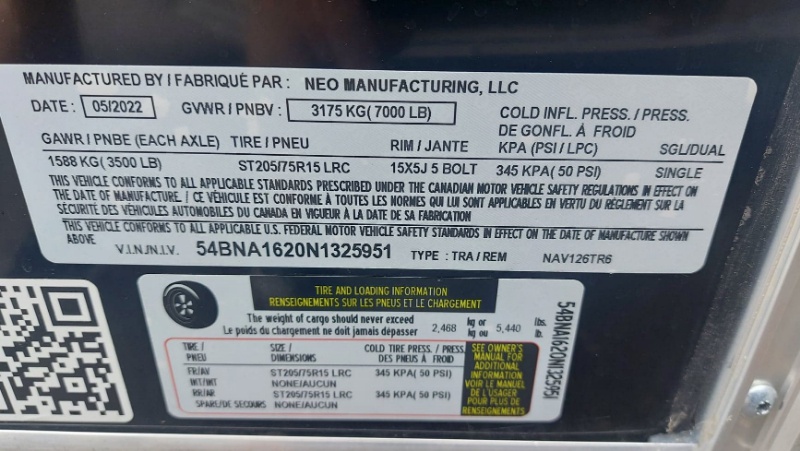 MANUFACTURED BY / FABRIQUÉ PAR : NEO MANUFACTURING, LLC
DATE : 05/2022 GVWR / PNBV : 3175 KG( 7000 LB) COLD INFL. PRESS. / PRESS.
DE GONFL. À FROID
GAWR / PNBE (EACH AXLE) TIRE / PNEU RIM / JANTE KPA (PSI / LPC) SGL/DUAL
1588 KG( 3500 LB) ST205/75R15 LRC 15X5J 5 BOLT 345 KPA( 50 PSI) SINGLE
THIS VEHICLE CONFORMS TO ALL APPLICABLE STANDARDS PRESCRIBED UNDER THE CANADIAN MOTOR VEHICLE SAFETY REGULATIONS IN EFFECT ON
THE DATE OF MANUFACTURE. / CE VÉHICULE EST CONFORME À TOUTES LES NORMES QUI LUI SONT APPLICABLES EN VERTU DU RÈGLEMENT SUR LA
SÉCURITÉ DES VÉHICULES AUTOMOBILES DU CANADA EN VIGUEUR À LA DATE DE SA FABRICATION
THIS VEHICLE CONFORMS TO ALL APPLICABLE U.S. FEDERAL MOTOR VEHICLE SAFETY STANDARDS IN EFFECT ON THE DATE OF MANUFACTURE SHOWN
ABOVE
V.I.N./N.I.V. 54BNA1620N1325951 TYPE : TRA / REM NAV126TR6
TIRE AND LOADING INFORMATION
RENSEIGNEMENTS SUR LES PNEUS ET LE CHARGEMENT
The weight of cargo should never exceed
Le poids du chargement ne doit jamais dépasser 2,468 kg or
kg ou 5,440 lbs.
lb.
TIRE /
PNEU SIZE /
DIMENSIONS COLD TIRE PRESS. / PRESS.
DES PNEUS À FROID
FR/AV ST205/75R15 LRC 345 KPA( 50 PSI)
INT/INT NONE/AUCUN
RR/AR ST205/75R15 LRC 345 KPA( 50 PSI)
SPARE/DE SECOURS NONE/AUCUN
SEE OWNER'S
MANUAL FOR
ADDITIONAL
INFORMATION
VOIR LE MANUEL
DE L'USAGER
POUR PLUS DE
RENSEIGNEMENTS
54BNA1620N1325951